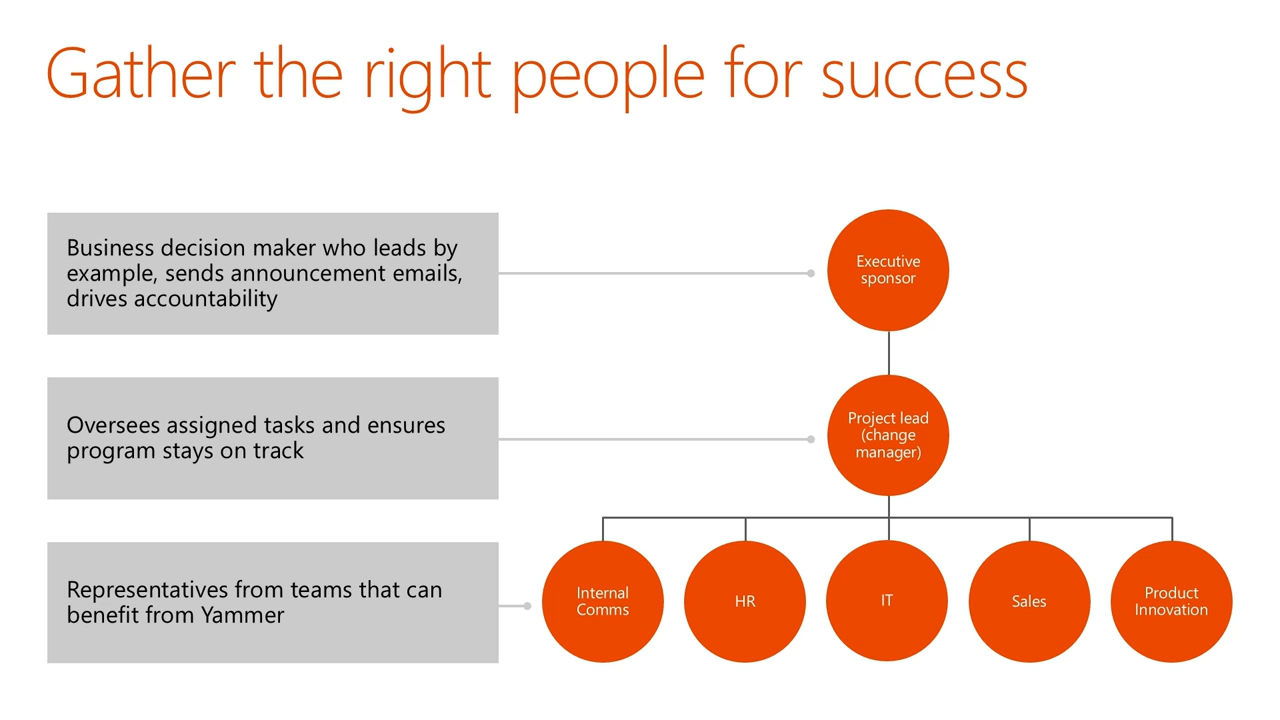 Gather the right people for success
Business decision maker who leads by
example, sends announcement emails,
drives accountability
Executive
sponsor
Oversees assigned tasks and ensures
program stays on track
Project lead
(change
manager)
Representatives from teams that can
benefit from Yammer
Internal
Comms
HR
IT
Sales
Product
Innovation